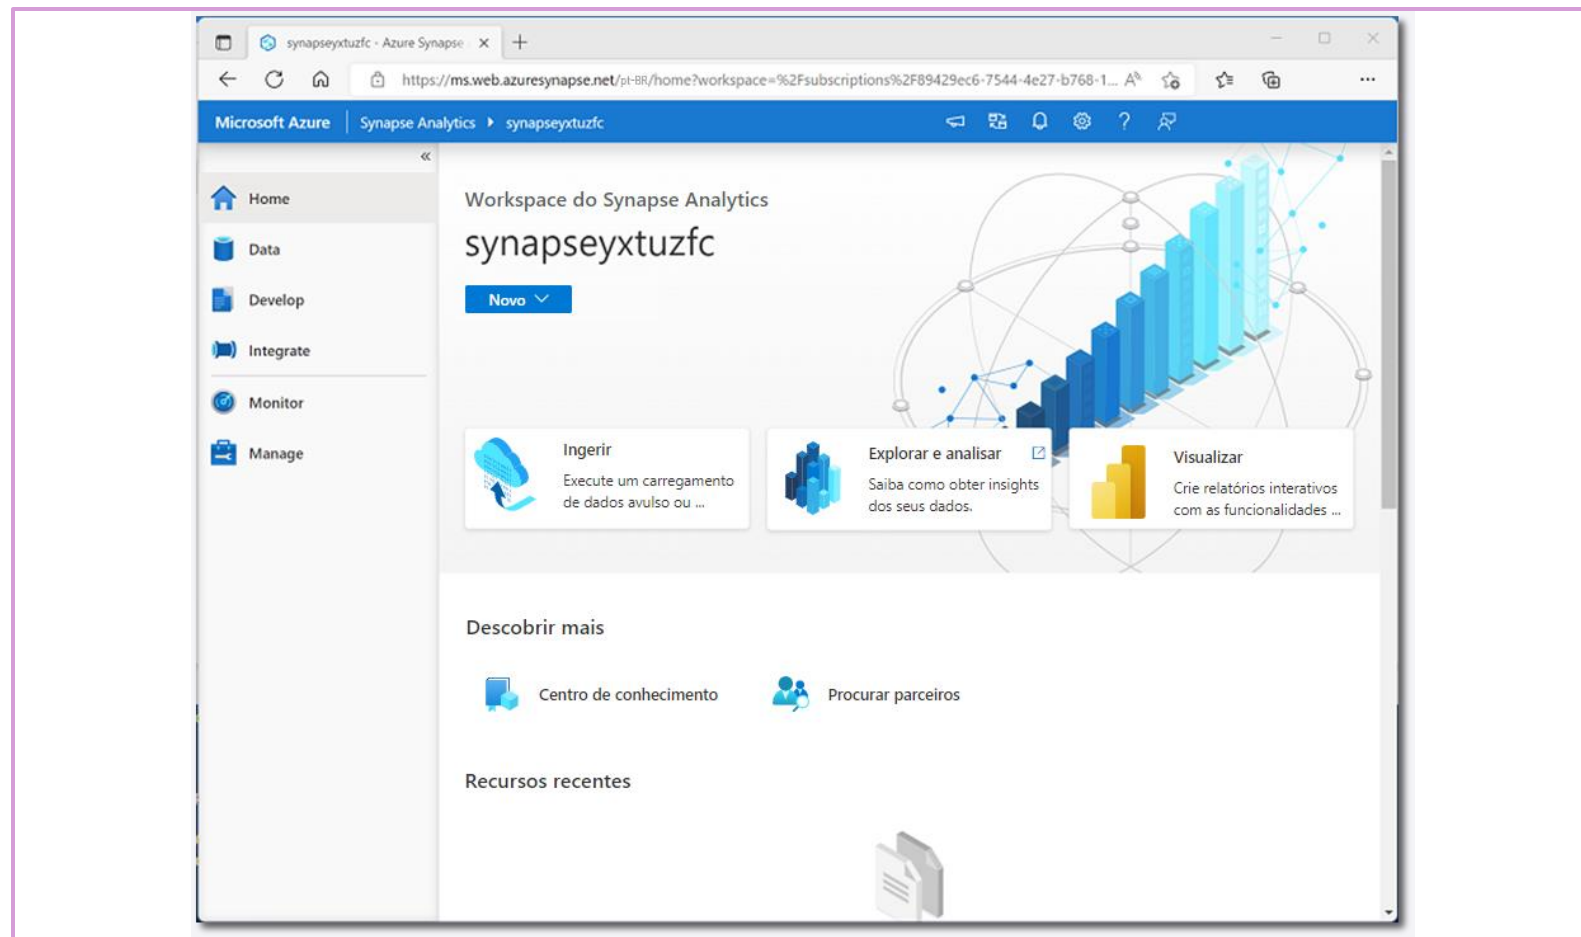 synapseyxtuzfc - Azure Synapse
https://ms.web.azuresynapse.net/pt-BR/home?workspace=%2Fsubscriptions%2F89429ec6-7544-4e27-b768-1...
Microsoft Azure
Synapse Analytics
synapseyxtuzfc
Home
Data
Develop
Integrate
Monitor
Manage
Workspace do Synapse Analytics
synapseyxtuzfc
Novo
Ingerir
Execute um carregamento
de dados avulso ou ...
Explorar e analisar
Saiba como obter insights
dos seus dados.
Visualizar
Crie relatórios interativos
com as funcionalidades ...
Descobrir mais
Centro de conhecimento
Procurar parceiros
Recursos recentes